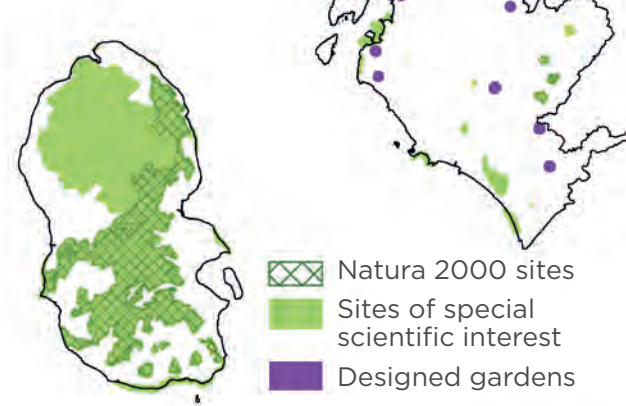 Natura 2000 sites
Sites of special
scientific interest
Designed gardens